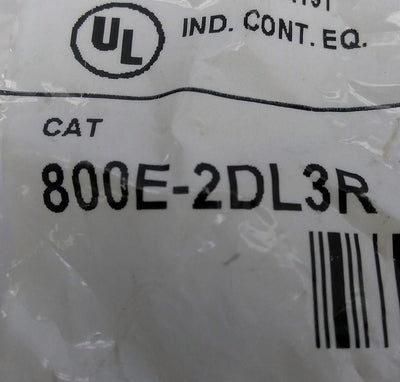 UL
IND. CONT. EQ.
CAT
800E-2DL3R